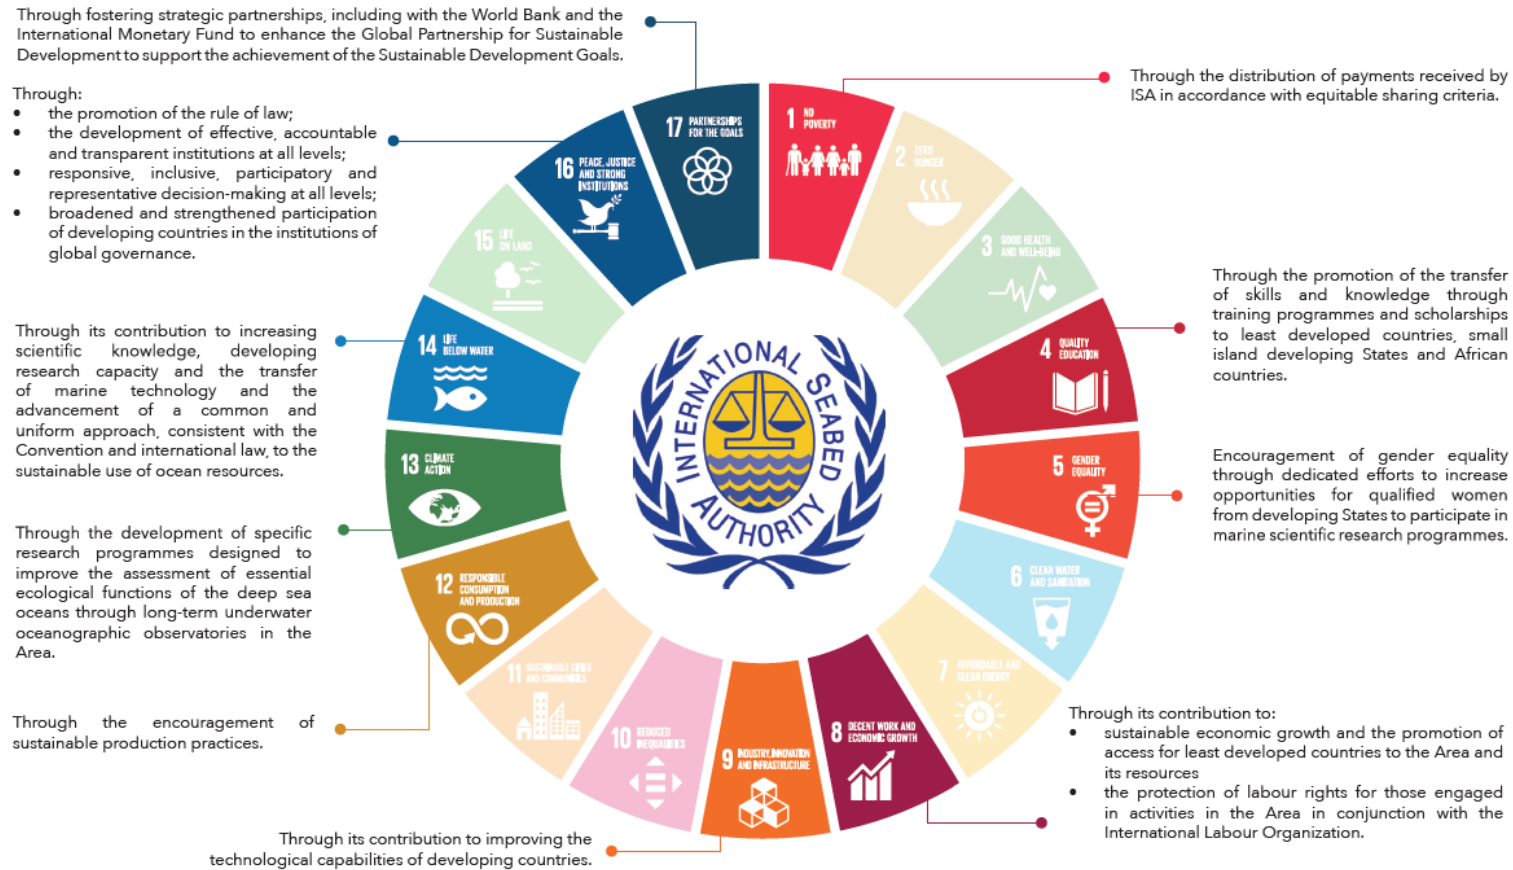 Through fostering strategic partnerships, including with the World Bank and the
International Monetary Fund to enhance the Global Partnership for Sustainable
Development to support the achievement of the Sustainable Development Goals.
Through:
• the promotion of the rule of law;
• the development of effective, accountable
and transparent institutions at all levels;
• responsive, inclusive, participatory and
representative decision-making at all levels;
• broadened and strengthened participation
of developing countries in the institutions of
global governance.
Through its contribution to increasing
scientific knowledge, developing
research capacity and the transfer
of marine technology and the
advancement of a common and
uniform approach, consistent with the
Convention and international law, to the
sustainable use of ocean resources.
Through the development of specific
research programmes designed to
improve the assessment of essential
ecological functions of the deep sea
oceans through long-term underwater
oceanographic observatories in the
Area.
Through the encouragement of
sustainable production practices.
Through its contribution to improving the
technological capabilities of developing countries.
17 PARTNERSHIPS
FOR THE GOALS
1 NO
POVERTY
2 ZERO
HUNGER
3 GOOD HEALTH
AND WELL-BEING
4 QUALITY
EDUCATION
5 GENDER
EQUALITY
6 CLEAN WATER
AND SANITATION
7 AFFORDABLE AND
CLEAN ENERGY
8 DECENT WORK AND
ECONOMIC GROWTH
9 INDUSTRY, INNOVATION
AND INFRASTRUCTURE
10 REDUCED
INEQUALITIES
11 SUSTAINABLE CITIES
AND COMMUNITIES
12 RESPONSIBLE
CONSUMPTION
AND PRODUCTION
13 CLIMATE
ACTION
14 LIFE
BELOW WATER
15 LIFE
ON LAND
16 PEACE, JUSTICE
AND STRONG
INSTITUTIONS
INTERNATIONAL SEABED
AUTHORITY
Through the distribution of payments received by
ISA in accordance with equitable sharing criteria.
Through the promotion of the transfer
of skills and knowledge through
training programmes and scholarships
to least developed countries, small
island developing States and African
countries.
Encouragement of gender equality
through dedicated efforts to increase
opportunities for qualified women
from developing States to participate in
marine scientific research programmes.
Through its contribution to:
• sustainable economic growth and the promotion of
access for least developed countries to the Area and
its resources
• the protection of labour rights for those engaged
in activities in the Area in conjunction with the
International Labour Organization.